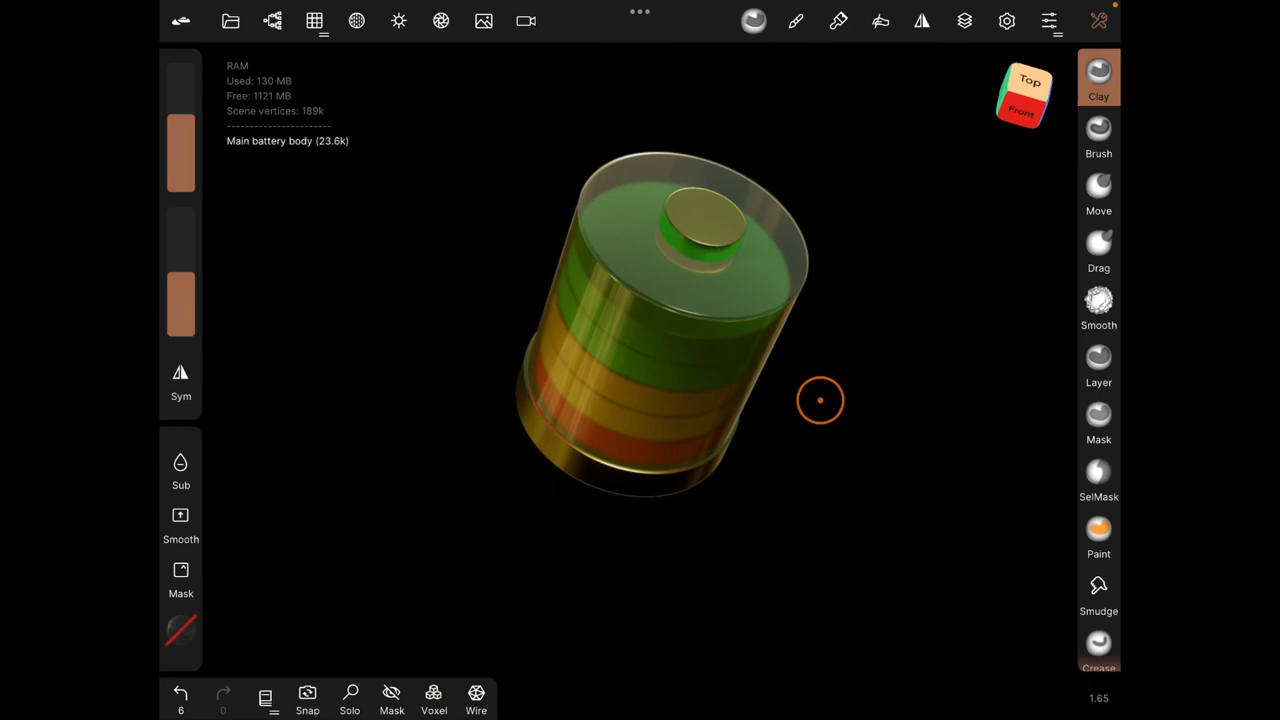 RAM
Used: 130 MB
Free: 1121 MB
Scene vertices: 189k
-----------------------
Main battery body (23.6k)
Top
Front
Sym
Sub
Smooth
Mask
Clay
Brush
Move
Drag
Smooth
Layer
Mask
SelMask
Paint
Smudge
Crease
6
0
Snap
Solo
Mask
Voxel
Wire
1.65